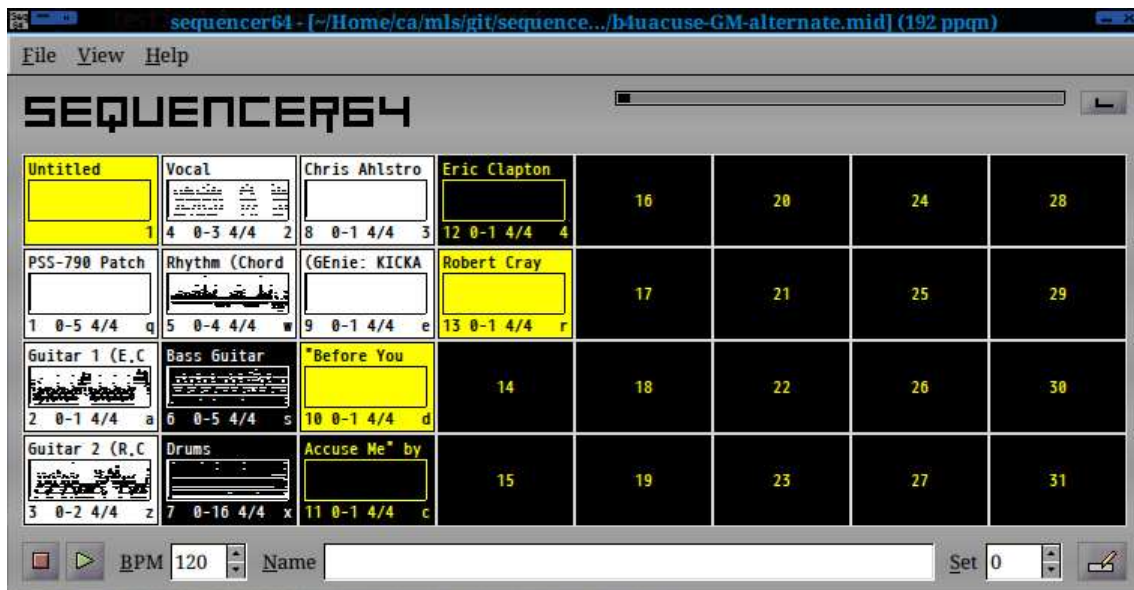 sequencer64 - [~/Home/ca/mls/git/sequence.../b4uacuse-GM-alternate.mid] (192 ppqn)
File View Help
SEQUENCER64
Untitled
1
Vocal
4 0-3 4/4 2
Chris Ahlstro
8 0-1 4/4 3
Eric Clapton
12 0-1 4/4 4
16
20
24
28
PSS-790 Patch
1 0-5 4/4 q
Rhythm (Chord
5 0-4 4/4 w
(GEnie: KICKA
9 0-1 4/4 e
Robert Cray
13 0-1 4/4 r
17
21
25
29
Guitar 1 (E.C
2 0-1 4/4 a
Bass Guitar
6 0-5 4/4 s
"Before You
10 0-1 4/4 d
14
18
22
26
30
Guitar 2 (R.C
3 0-2 4/4 z
Drums
7 0-16 4/4 x
Accuse Me" by
11 0-1 4/4 c
15
19
23
27
31
BPM 120 Name Set 0